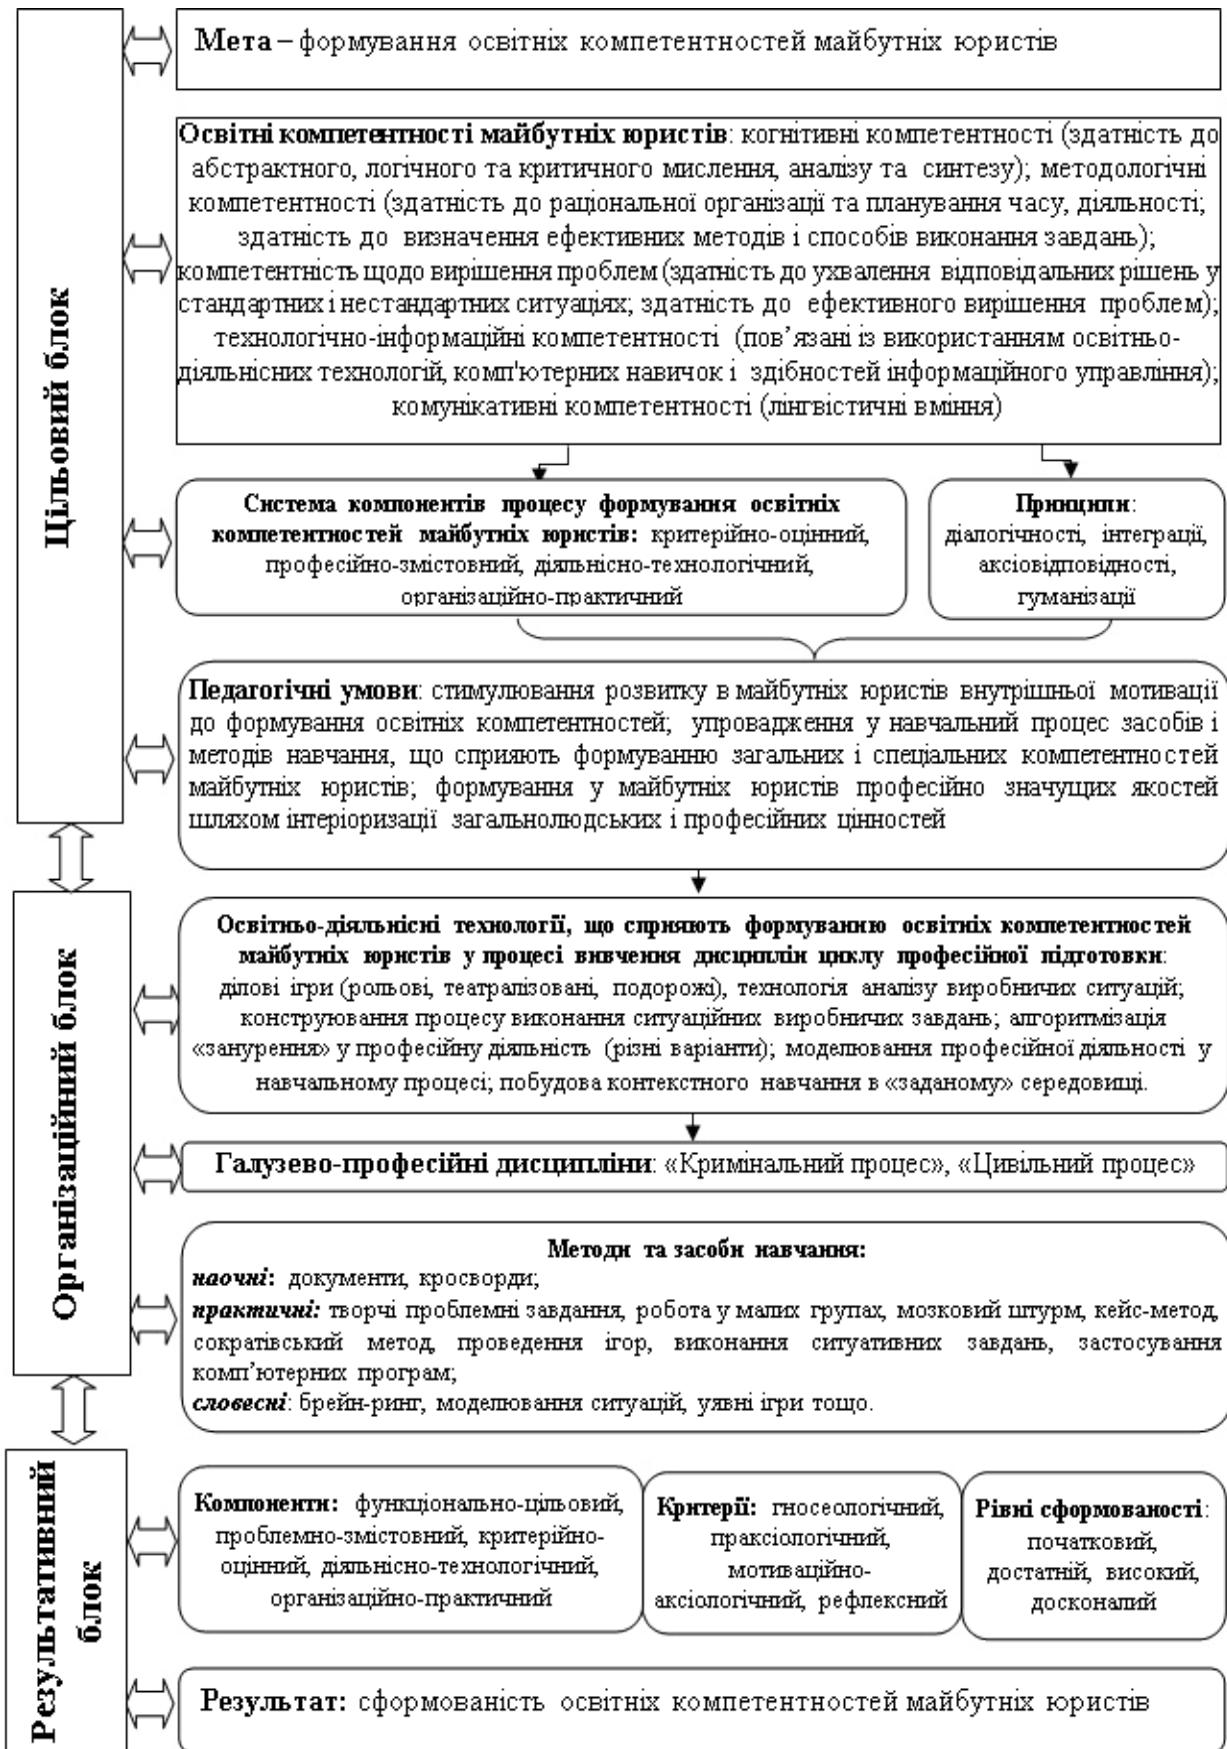 Цільовий блок
Мета – формування освітніх компетентностей майбутніх юристів
Освітні компетентності майбутніх юристів: когнітивні компетентності (здатність до
абстрактного, логічного та критичного мислення, аналізу та синтезу); методологічні
компетентності (здатність до раціональної організації та планування часу, діяльності;
здатність до визначення ефективних методів і способів виконання завдань);
компетентність щодо вирішення проблем (здатність до ухвалення відповідальних рішень у
стандартних і нестандартних ситуаціях; здатність до ефективного вирішення проблем);
технологічно-інформаційні компетентності (пов’язані із використанням освітньо-
діяльнісних технологій, комп'ютерних навичок і здібностей інформаційного управління);
комунікативні компетентності (лінгвістичні вміння)
Система компонентів процесу формування освітніх
компетентностей майбутніх юристів: критерійно-оцінний,
професійно-змістовний, діяльнісно-технологічний,
організаційно-практичний
Принципи:
діалогічності, інтеграції,
аксіовідповідності,
гуманізації
Педагогічні умови: стимулювання розвитку в майбутніх юристів внутрішньої мотивації
до формування освітніх компетентностей; упровадження у навчальний процес засобів і
методів навчання, що сприяють формуванню загальних і спеціальних компетентностей
майбутніх юристів; формування у майбутніх юристів професійно значущих якостей
шляхом інтеріоризації загальнолюдських і професійних цінностей
Організаційний блок
Освітньо-діяльнісні технології, що сприяють формуванню освітніх компетентностей
майбутніх юристів у процесі вивчення дисциплін циклу професійної підготовки:
ділові ігри (рольові, театралізовані, подорожі), технологія аналізу виробничих ситуацій;
конструювання процесу виконання ситуаційних виробничих завдань; алгоритмізація
«занурення» у професійну діяльність (різні варіанти); моделювання професійної діяльності у
навчальному процесі; побудова контекстного навчання в «заданому» середовищі.
Галузево-професійні дисципліни: «Кримінальний процес», «Цивільний процес»
Методи та засоби навчання:
наочні: документи, кросворди;
практичні: творчі проблемні завдання, робота у малих групах, мозковий штурм, кейс-метод,
сократівський метод, проведення ігор, виконання ситуативних завдань, застосування
комп’ютерних програм;
словесні: брейн-ринг, моделювання ситуацій, уявні ігри тощо.
Результативний
блок
Компоненти: функціонально-цільовий,
проблемно-змістовний, критерійно-
оцінний, діяльнісно-технологічний,
організаційно-практичний
Критерії: гносеологічний,
праксіологічний,
мотиваційно-
аксіологічний, рефлексний
Рівні сформованості:
початковий,
достатній, високий,
досконалий
Результат: сформованість освітніх компетентностей майбутніх юристів